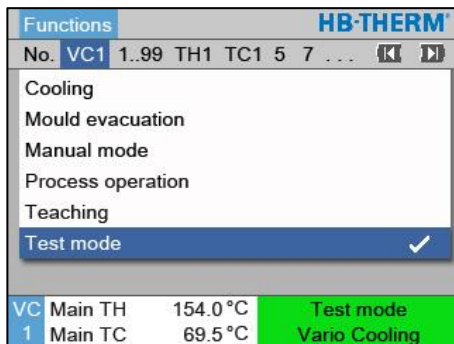 Functions HB-THERM®
No. VC1 1..99 TH1 TC1 5 7 ...
Cooling
Mould evacuation
Manual mode
Process operation
Teaching
Test mode
VC Main TH 154.0 °C Test mode
1 Main TC 69.5 °C Vario Cooling